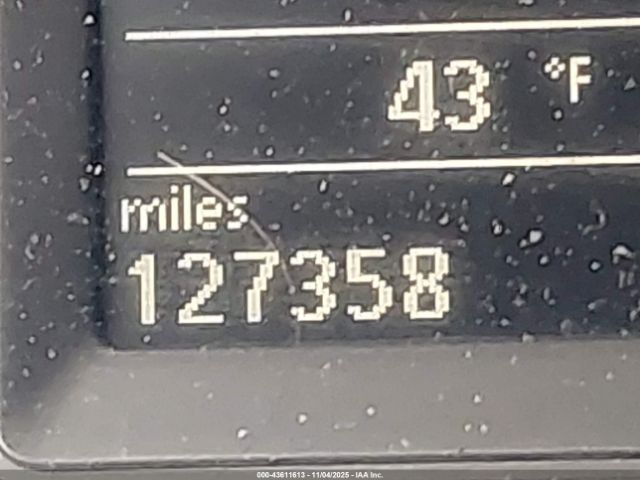 43 °F
miles
127358
000-43611613 - 11/04/2025 - IAA Inc.